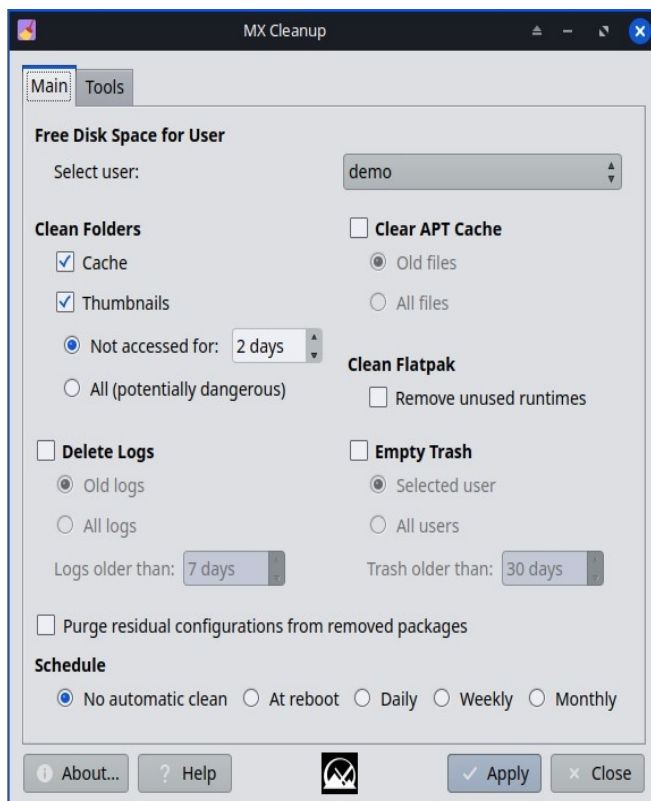 MX Cleanup
Main Tools
Free Disk Space for User
Select user: demo
Clean Folders
Cache
Thumbnails
Not accessed for: 2 days
All (potentially dangerous)
Clear APT Cache
Old files
All files
Clean Flatpak
Remove unused runtimes
Delete Logs
Old logs
All logs
Logs older than: 7 days
Empty Trash
Selected user
All users
Trash older than: 30 days
Purge residual configurations from removed packages
Schedule
No automatic clean At reboot Daily Weekly Monthly
About... Help Apply Close